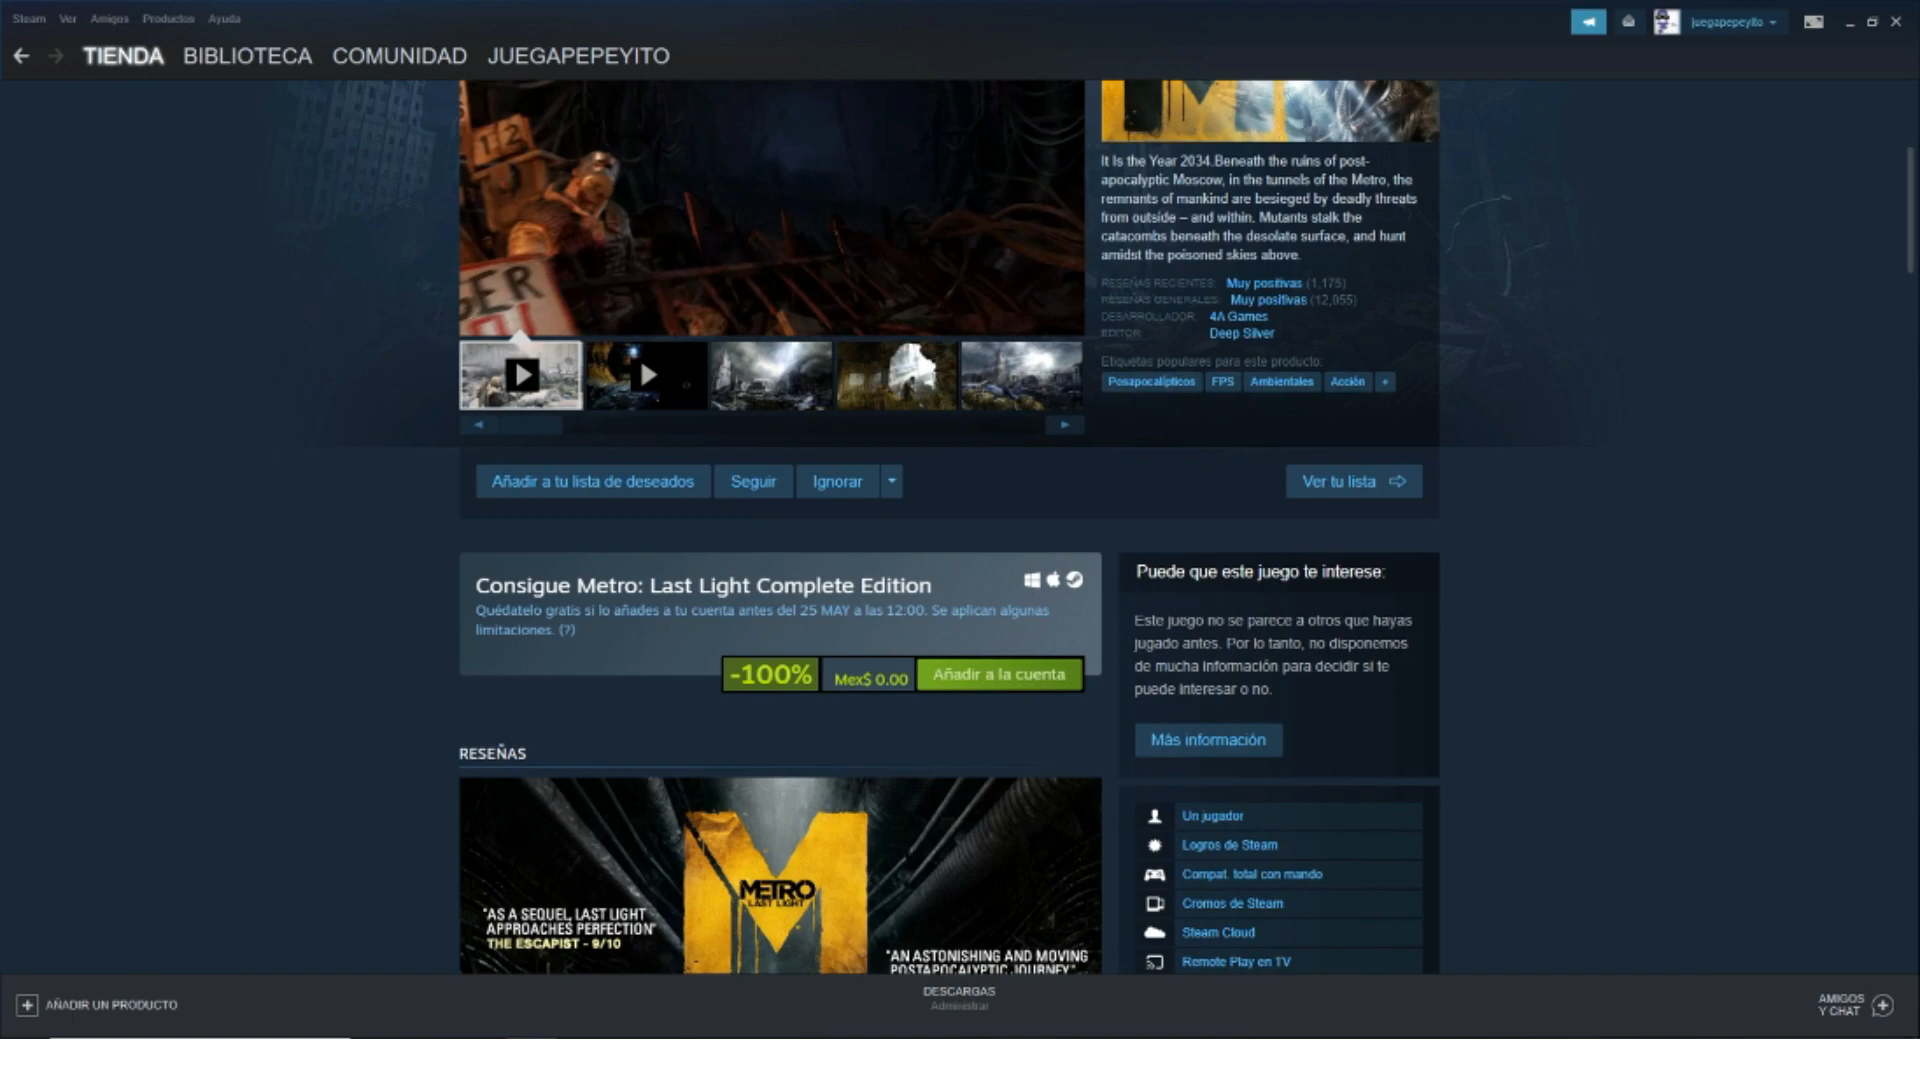 Steam Ver Amigos Productos Ayuda
juegapepeyito
TIENDA BIBLIOTECA COMUNIDAD JUEGAPEPEYITO
12
GER
It Is the Year 2034.Beneath the ruins of post-
apocalyptic Moscow, in the tunnels of the Metro, the
remnants of mankind are besieged by deadly threats
from outside – and within. Mutants stalk the
catacombs beneath the desolate surface, and hunt
amidst the poisoned skies above.
RESEÑAS RECIENTES: Muy positivas (1,175)
RESEÑAS GENERALES: Muy positivas (12,055)
DESARROLLADOR: 4A Games
EDITOR: Deep Silver
Etiquetas populares para este producto:
Posapocalípticos FPS Ambientales Acción +
Añadir a tu lista de deseados Seguir Ignorar Ver tu lista
Consigue Metro: Last Light Complete Edition
Quédatelo gratis si lo añades a tu cuenta antes del 25 MAY a las 12:00. Se aplican algunas
limitaciones. (?)
-100% Mex$ 0.00 Añadir a la cuenta
Puede que este juego te interese:
Este juego no se parece a otros que hayas
jugado antes. Por lo tanto, no disponemos
de mucha información para decidir si te
puede interesar o no.
Más información
RESEÑAS
METRO
LAST LIGHT
"AS A SEQUEL, LAST LIGHT
APPROACHES PERFECTION"
THE ESCAPIST - 9/10
"AN ASTONISHING AND MOVING
POSTAPOCALYPTIC JOURNEY"
Un jugador
Logros de Steam
Compat. total con mando
Cromos de Steam
Steam Cloud
Remote Play en TV
AÑADIR UN PRODUCTO
DESCARGAS
Administrar
AMIGOS
Y CHAT